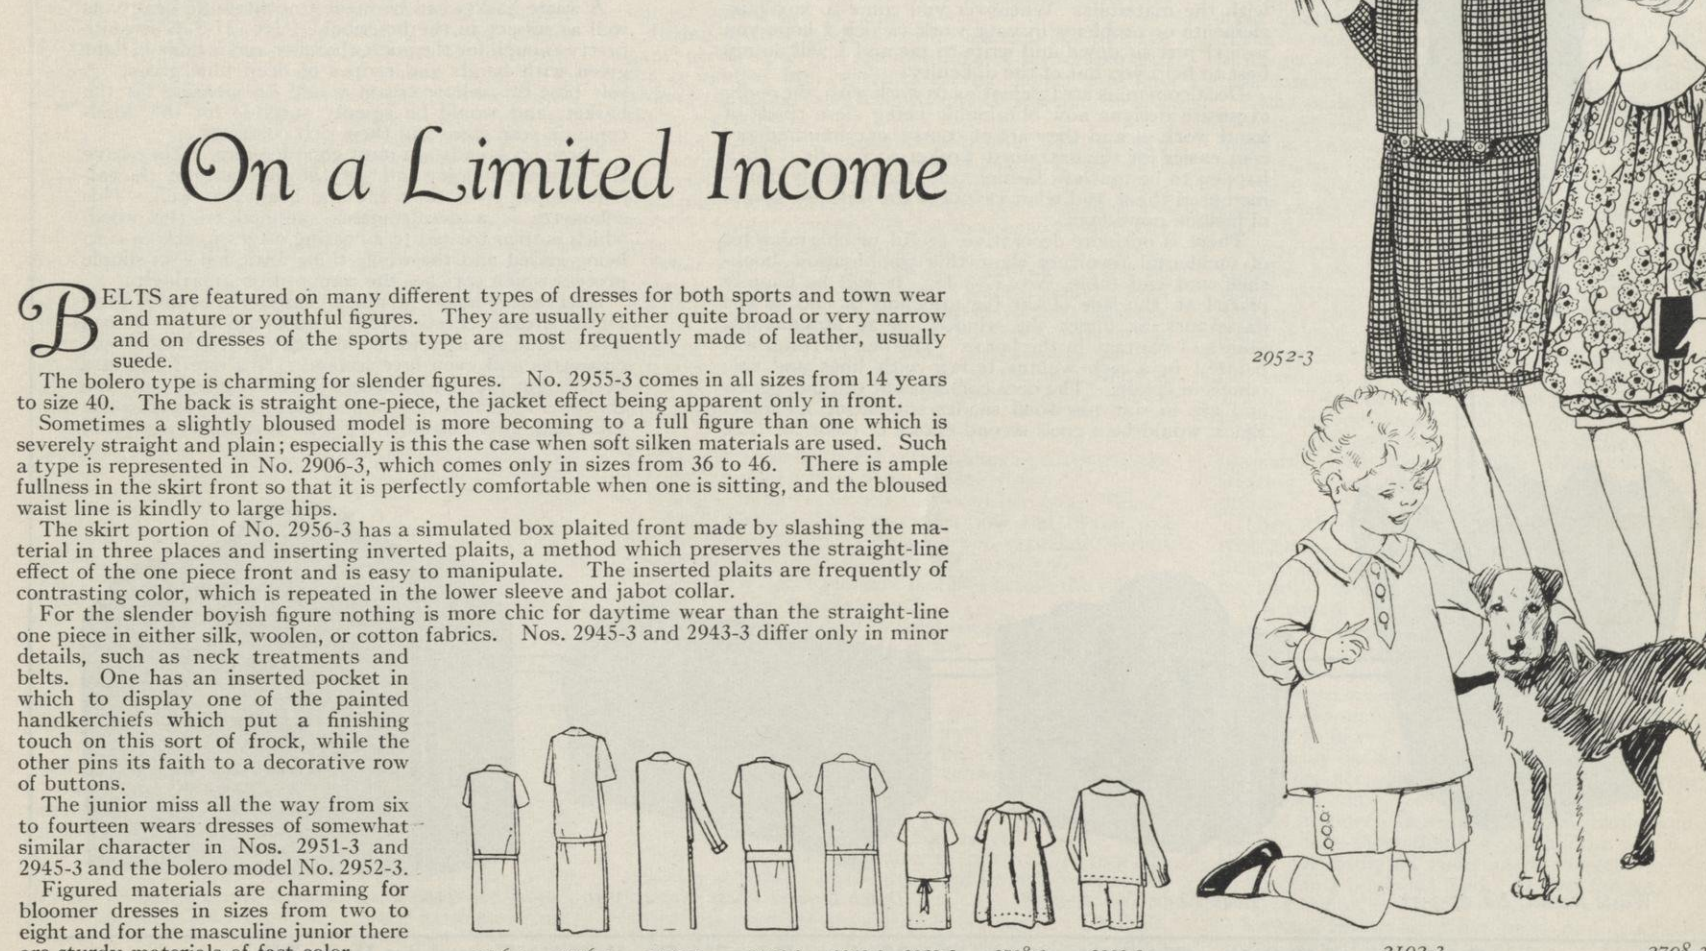 On a Limited Income
BELTS are featured on many different types of dresses for both sports and town wear
and mature or youthful figures. They are usually either quite broad or very narrow
and on dresses of the sports type are most frequently made of leather, usually
suede.
The bolero type is charming for slender figures. No. 2955-3 comes in all sizes from 14 years
to size 40. The back is straight one-piece, the jacket effect being apparent only in front.
Sometimes a slightly bloused model is more becoming to a full figure than one which is
severely straight and plain; especially is this the case when soft silken materials are used. Such
a type is represented in No. 2906-3, which comes only in sizes from 36 to 46. There is ample
fullness in the skirt front so that it is perfectly comfortable when one is sitting, and the bloused
waist line is kindly to large hips.
The skirt portion of No. 2956-3 has a simulated box plaited front made by slashing the ma-
terial in three places and inserting inverted plaits, a method which preserves the straight-line
effect of the one piece front and is easy to manipulate. The inserted plaits are frequently of
contrasting color, which is repeated in the lower sleeve and jabot collar.
For the slender boyish figure nothing is more chic for daytime wear than the straight-line
one piece in either silk, woolen, or cotton fabrics. Nos. 2945-3 and 2943-3 differ only in minor
details, such as neck treatments and
belts. One has an inserted pocket in
which to display one of the painted
handkerchiefs which put a finishing
touch on this sort of frock, while the
other pins its faith to a decorative row
of buttons.
The junior miss all the way from six
to fourteen wears dresses of somewhat
similar character in Nos. 2951-3 and
2945-3 and the bolero model No. 2952-3.
Figured materials are charming for
bloomer dresses in sizes from two to
eight and for the masculine junior there
are sturdy materials of fast color
2952-3